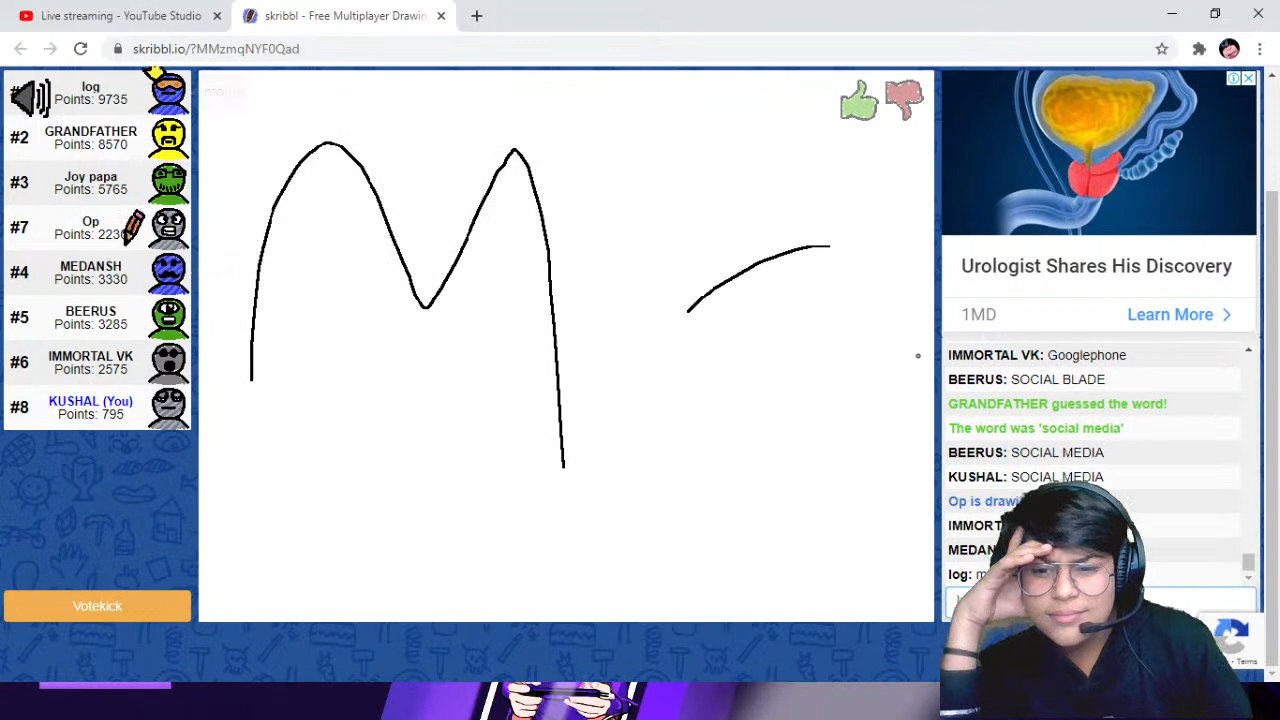 Live streaming - YouTube Studio
skribbl - Free Multiplayer Drawin
skribbl.io/?MMzmqNYF0Qad
log
Points: 9735
#2 GRANDFATHER
Points: 8570
#3 Joy papa
Points: 5765
#7 Op
Points: 2230
#4 MEDANSH
Points: 3330
#5 BEERUS
Points: 3285
#6 IMMORTAL VK
Points: 2575
#8 KUSHAL (You)
Points: 795
Votekick
M
Urologist Shares His Discovery
1MD Learn More
IMMORTAL VK: Googlephone
BEERUS: SOCIAL BLADE
GRANDFATHER guessed the word!
The word was 'social media'
BEERUS: SOCIAL MEDIA
KUSHAL: SOCIAL MEDIA
Op is
log:
Terms